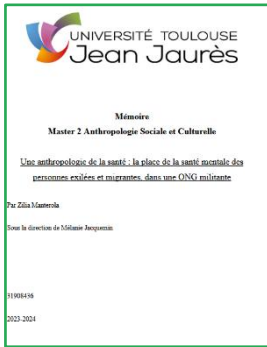 UNIVERSITÉ TOULOUSE
Jean Jaurès
Mémoire
Master 2 Anthropologie Sociale et Culturelle
Une anthropologie de la santé : la place de la santé mentale des
personnes exilées et migrantes, dans une ONG militante
Par Zilia Manterola
Sous la direction de Mélanie Jacquemin
31908436
2023-2024